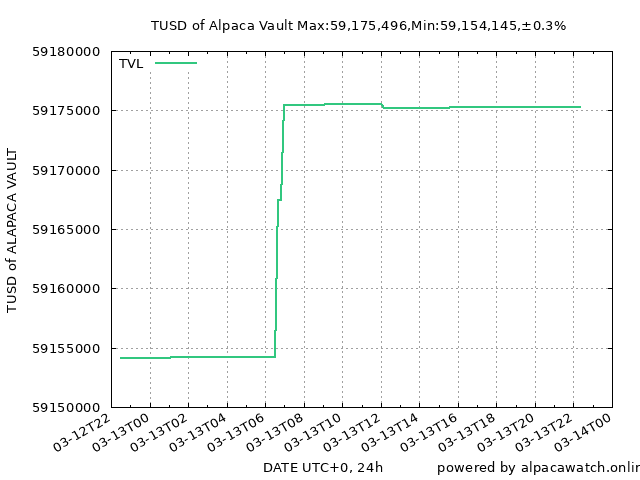 TUSD of Alpaca Vault Max:59,175,496,Min:59,154,145,±0.3%
TVL
59180000
59175000
59170000
59165000
59160000
59155000
59150000
TUSD of ALAPACA VAULT
03-12T22
03-13T00
03-13T02
03-13T04
03-13T06
03-13T08
03-13T10
03-13T12
03-13T14
03-13T16
03-13T18
03-13T20
03-13T22
03-14T00
DATE UTC+0, 24h
powered by alpacawatch.onlin